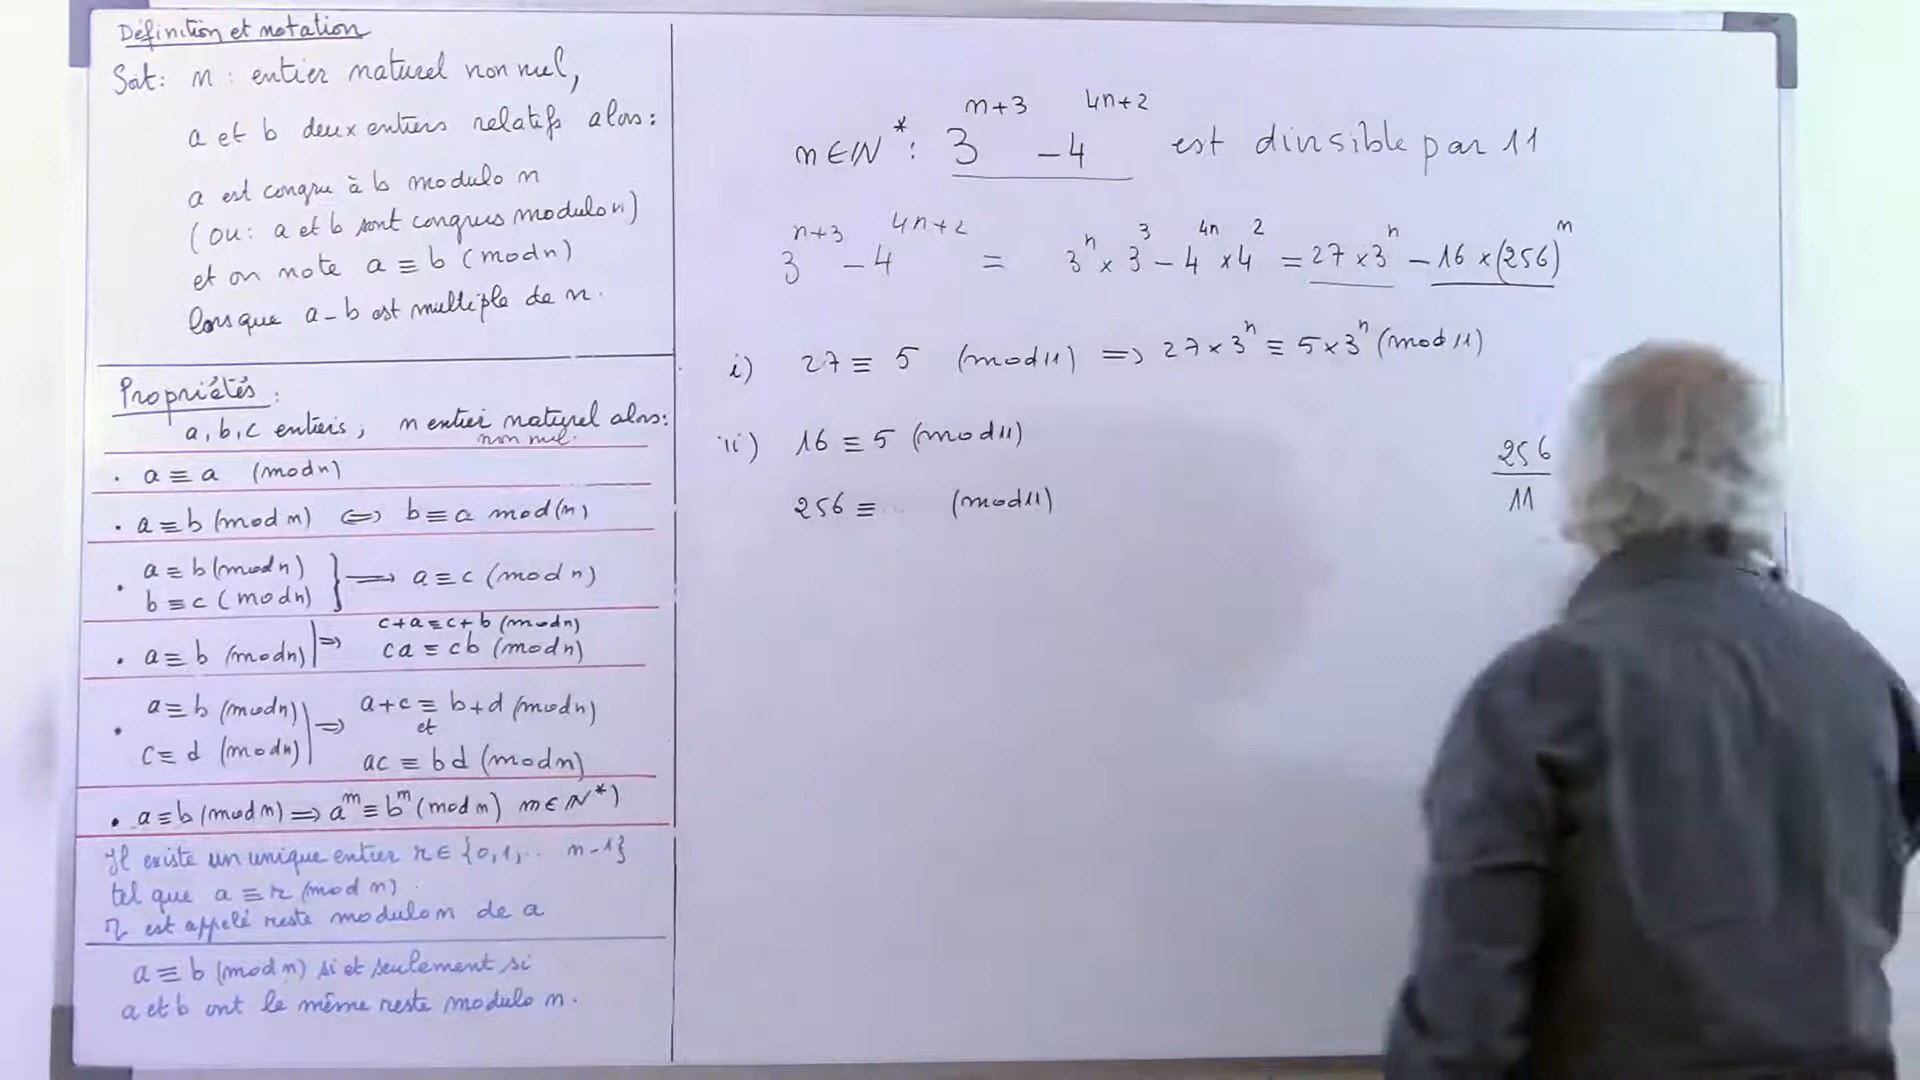 Définition et notation
Soit : n : entier naturel non nul,
a et b deux entiers relatifs alors :
a est congru à b modulo n
(ou : a et b sont congrus modulo n)
et on note a ≡ b (mod n)
lorsque a - b est multiple de n.
Propriétés :
a, b, c entiers, n entier naturel alors :
non nul.
• a ≡ a (mod n)
• a ≡ b (mod n) ⟺ b ≡ a mod(n)
• a ≡ b (mod n)
b ≡ c (mod n) } ⟹ a ≡ c (mod n)
• a ≡ b (mod n) | ⟹ c+a ≡ c+b (mod n)
ca ≡ cb (mod n)
• a ≡ b (mod n)
c ≡ d (mod n) | ⟹ a+c ≡ b+d (mod n)
et
ac ≡ bd (mod n)
• a ≡ b (mod n) ⟹ a^m ≡ b^m (mod n) m ∈ ℕ*)
Il existe un unique entier r ∈ {0,1,.. n-1}
tel que a ≡ r (mod n).
r est appelé reste modulo n de a
a ≡ b (mod n) si et seulement si
a et b ont le même reste modulo n.
n ∈ ℕ* : 3^(n+3) - 4^(4n+2) est divisible par 11
3^(n+3) - 4^(4n+2) = 3^n × 3^3 - 4^(4n) × 4^2 = 27 × 3^n - 16 × (256)^n
i) 27 ≡ 5 (mod 11) ⟹ 27 × 3^n ≡ 5 × 3^n (mod 11)
ii) 16 ≡ 5 (mod 11)
256 ≡ .. (mod 11)
256
11